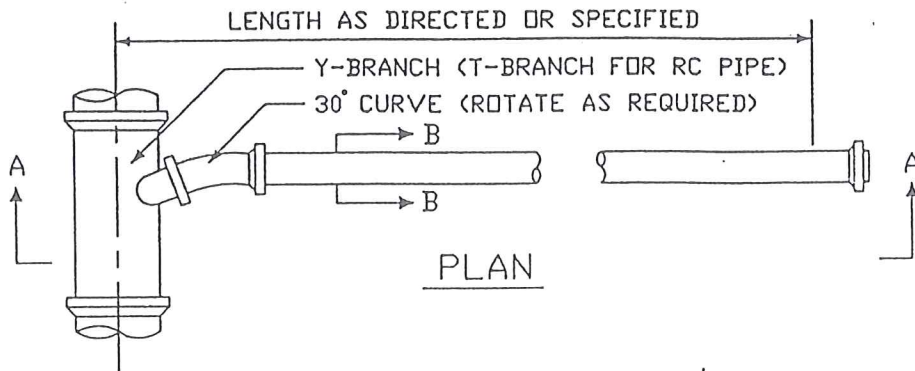 LENGTH AS DIRECTED OR SPECIFIED
Y-BRANCH (T-BRANCH FOR RC PIPE)
30° CURVE (ROTATE AS REQUIRED)
B
A
A
B
PLAN